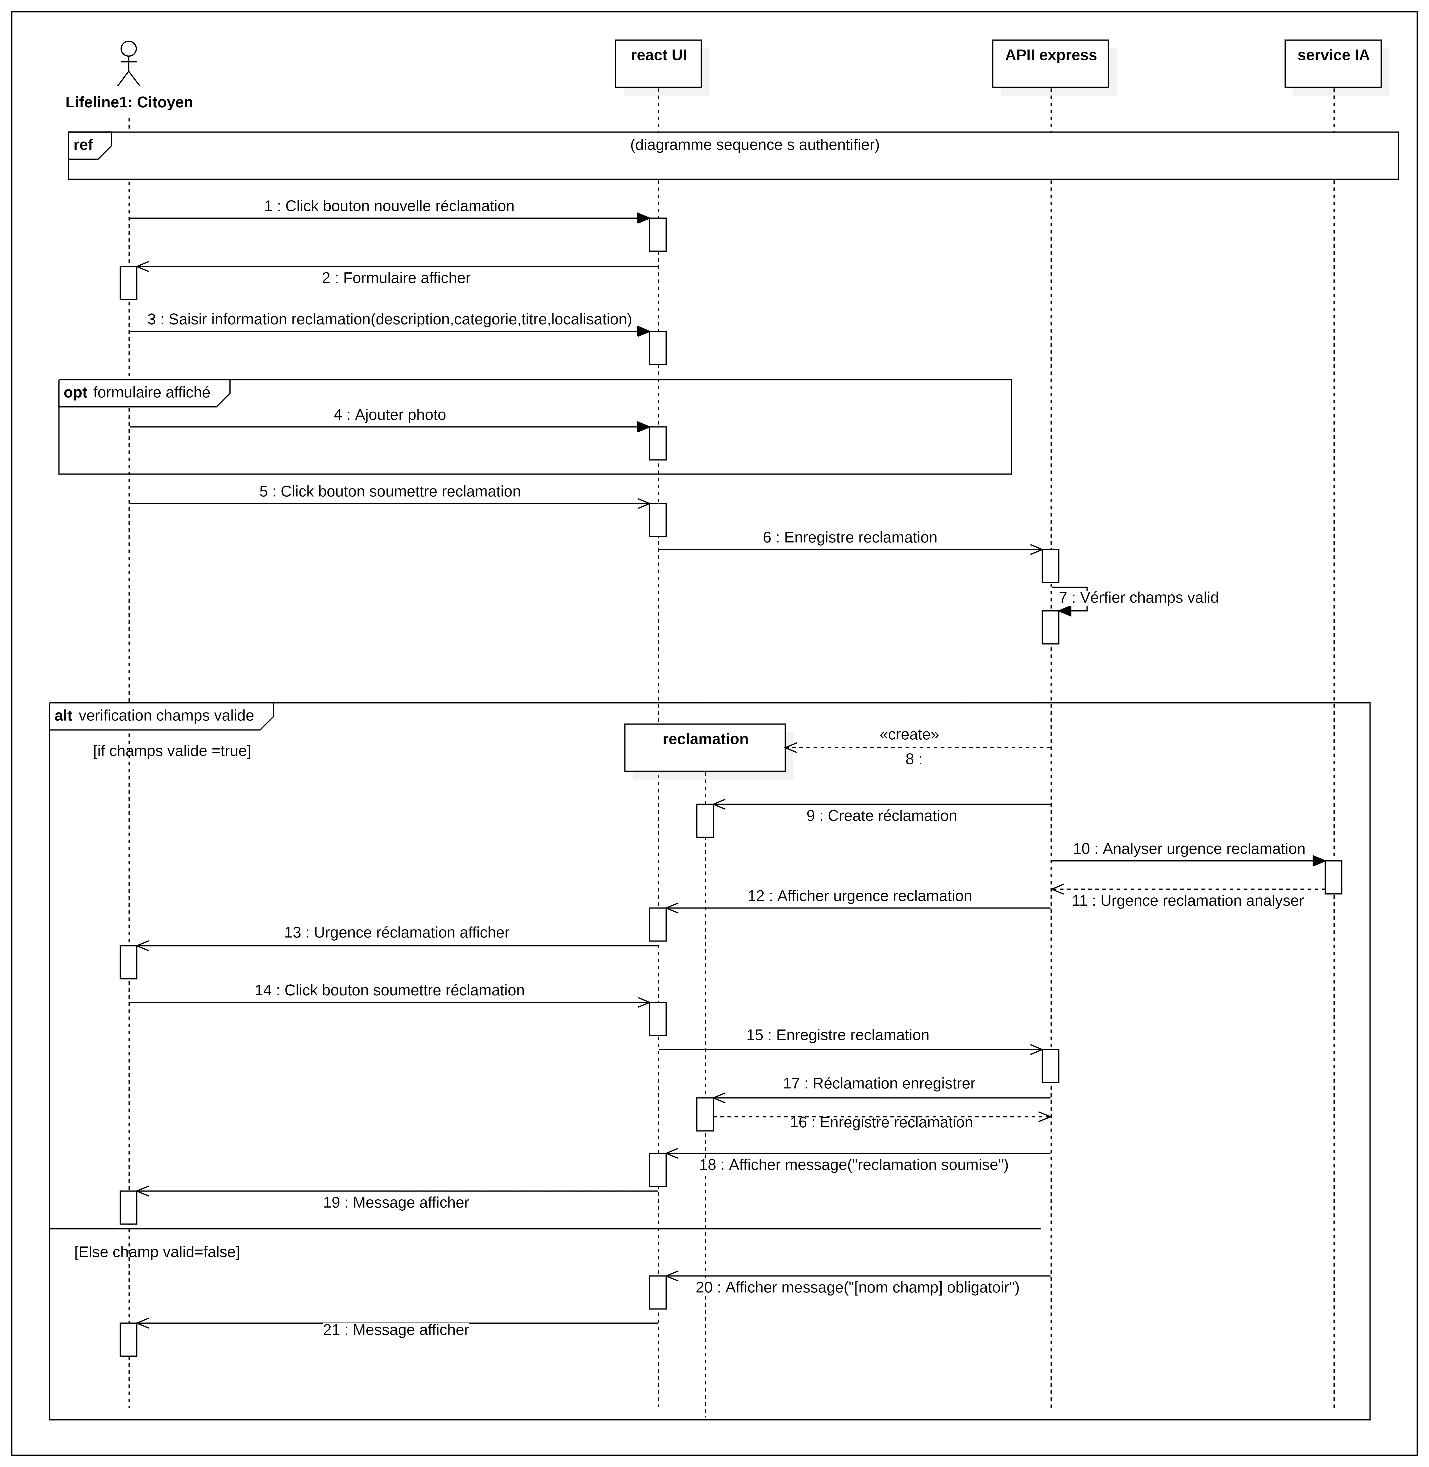 react UI
APII express
service IA
Lifeline1: Citoyen
ref
(diagramme sequence s authentifier)
1 : Click bouton nouvelle réclamation
2 : Formulaire afficher
3 : Saisir information reclamation(description,categorie,titre,localisation)
opt formulaire affiché
4 : Ajouter photo
5 : Click bouton soumettre reclamation
6 : Enregistre reclamation
7 : Vérfier champs valid
alt verification champs valide
[if champs valide =true]
reclamation
«create»
8 :
9 : Create réclamation
10 : Analyser urgence reclamation
12 : Afficher urgence reclamation
11 : Urgence reclamation analyser
13 : Urgence réclamation afficher
14 : Click bouton soumettre réclamation
15 : Enregistre reclamation
17 : Réclamation enregistrer
16 : Enregistre reclamation
18 : Afficher message("reclamation soumise")
19 : Message afficher
[Else champ valid=false]
20 : Afficher message("[nom champ] obligatoir")
21 : Message afficher